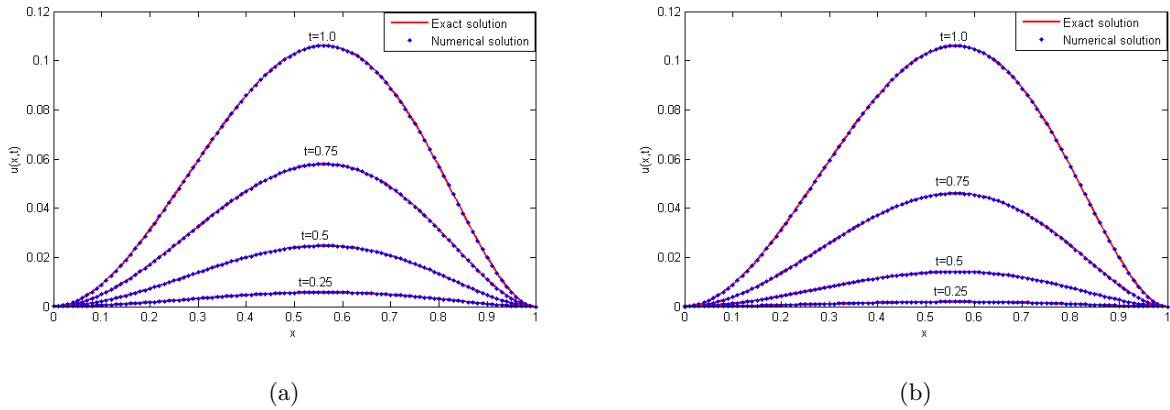 0.12
0.1
0.08
0.06
0.04
0.02
0
u(x,t)
Exact solution
Numerical solution
t=1.0
t=0.75
t=0.5
t=0.25
0 0.1 0.2 0.3 0.4 0.5 0.6 0.7 0.8 0.9 1
x
(a)
0.12
0.1
0.08
0.06
0.04
0.02
0
u(x,t)
Exact solution
Numerical solution
t=1.0
t=0.75
t=0.5
t=0.25
0 0.1 0.2 0.3 0.4 0.5 0.6 0.7 0.8 0.9 1
x
(b)